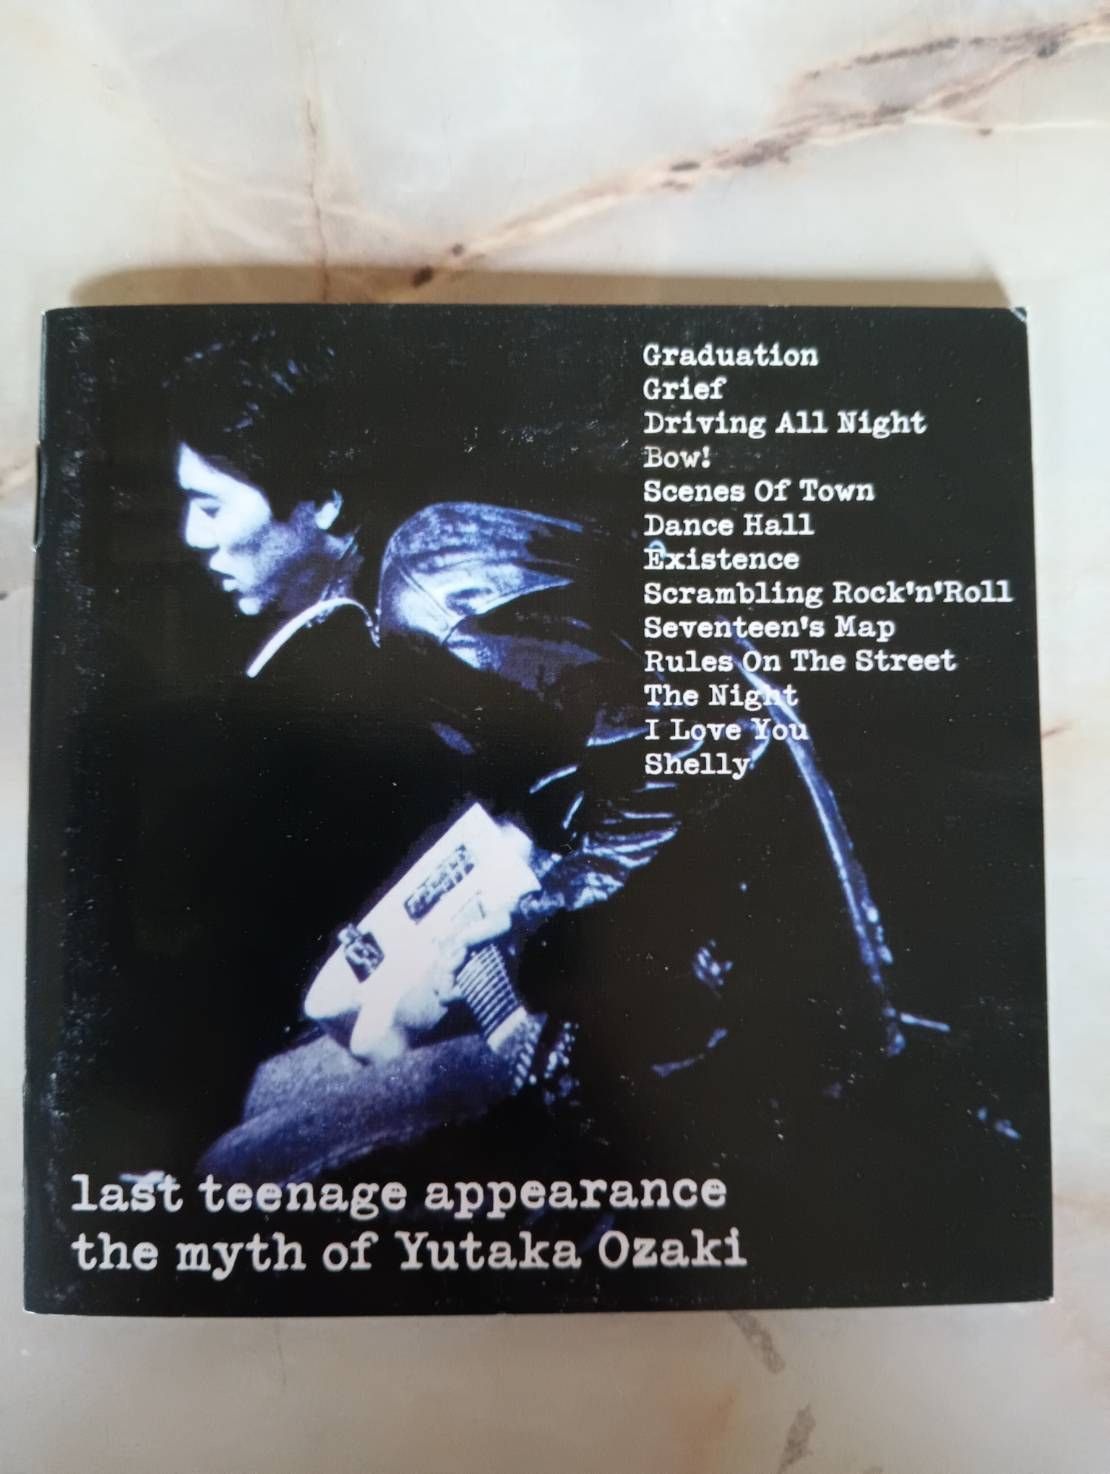 Graduation
Grief
Driving All Night
Bow!
Scenes Of Town
Dance Hall
Existence
Scrambling Rock'n'Roll
Seventeen's Map
Rules On The Street
The Night
I Love You
Shelly
last teenage appearance
the myth of Yutaka Ozaki